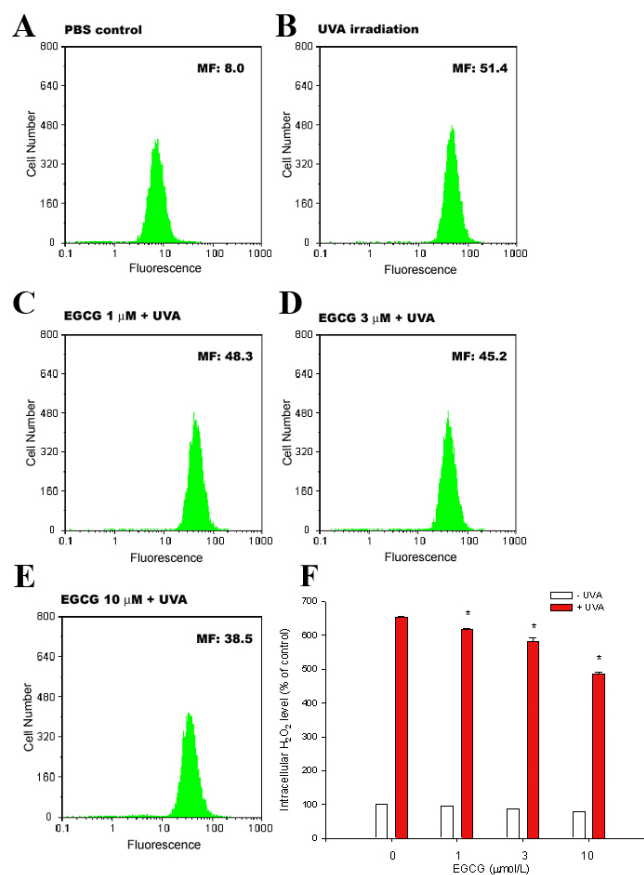 A
PBS control
800
640
480
320
160
0
Cell Number
MF: 8.0
0.1 1 10 100 1000
Fluorescence
B
UVA irradiation
800
640
480
320
160
0
Cell Number
MF: 51.4
0.1 1 10 100 1000
Fluorescence
C
EGCG 1 μM + UVA
800
640
480
320
160
0
Cell Number
MF: 48.3
0.1 1 10 100 1000
Fluorescence
D
EGCG 3 μM + UVA
800
640
480
320
160
0
Cell Number
MF: 45.2
0.1 1 10 100 1000
Fluorescence
E
EGCG 10 μM + UVA
800
640
480
320
160
0
Cell Number
MF: 38.5
0.1 1 10 100 1000
Fluorescence
F
- UVA
+ UVA
700
600
500
400
300
200
100
0
Intracellular H₂O₂ level (% of control)
* * *
0 1 3 10
EGCG (μmol/L)